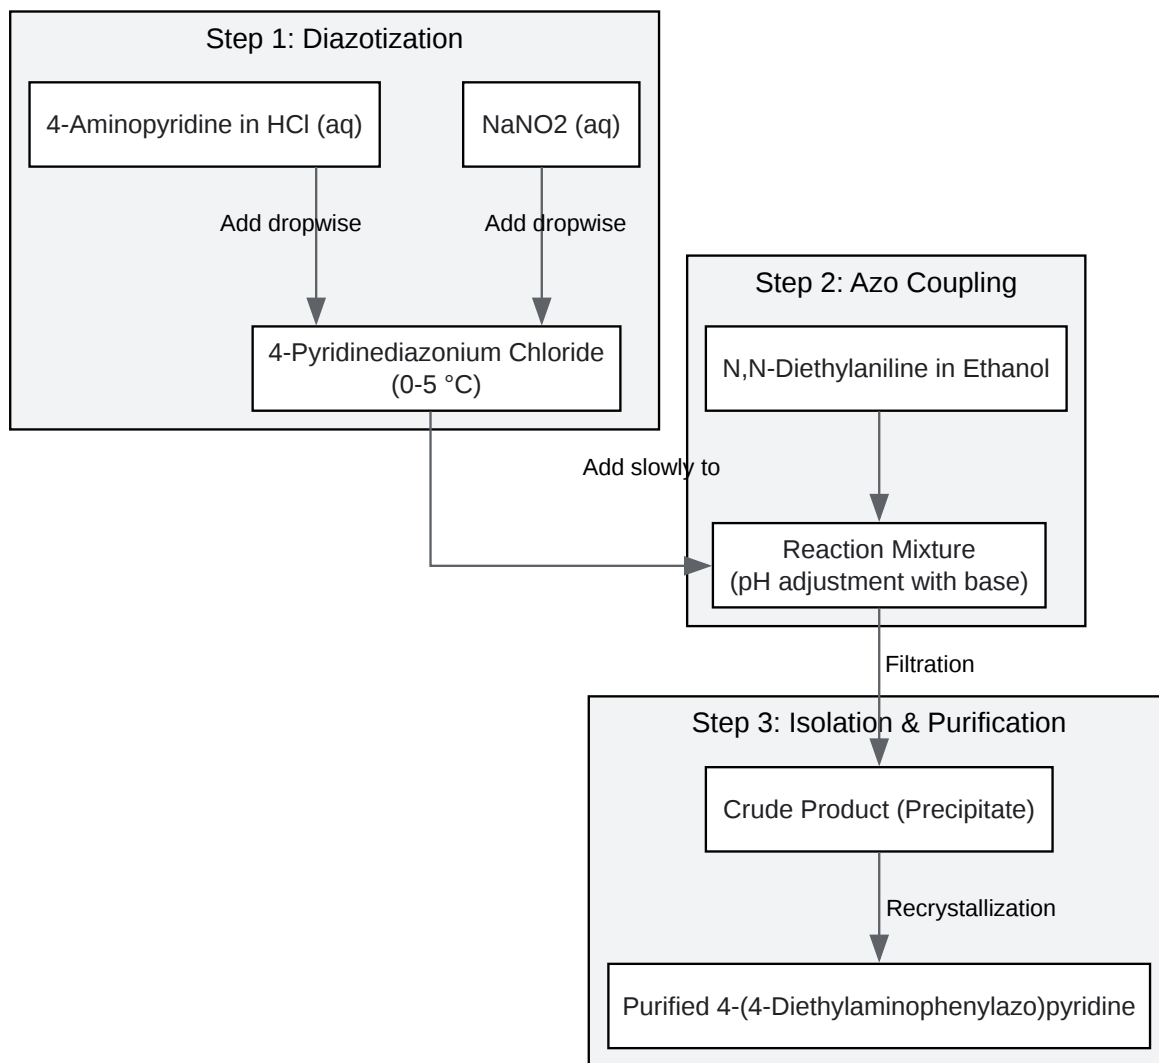 Step 1: Diazotization
4-Aminopyridine in HCl (aq)
NaNO2 (aq)
Add dropwise
Add dropwise
4-Pyridinediazonium Chloride
(0-5 °C)
Step 2: Azo Coupling
N,N-Diethylaniline in Ethanol
Add slowly to
Reaction Mixture
(pH adjustment with base)
Filtration
Step 3: Isolation & Purification
Crude Product (Precipitate)
Recrystallization
Purified 4-(4-Diethylaminophenylazo)pyridine